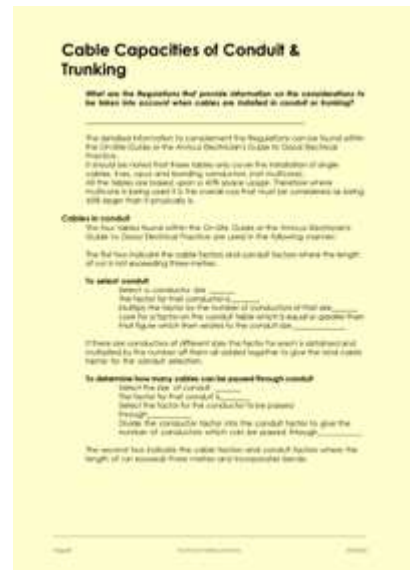 Cable Capacities of Conduit &
Trunking
What are the Regulations that provide information on the considerations to
be taken into account when cables are installed in conduit or trunking?
The detailed information to complement the Regulations can be found within
the On-Site Guide or the Annicus Electrician's Guide to Good Electrical
Practice.
It should be noted that these tables only cover the installation of single
cables, lives, cpcs and bonding conductors, not multicores.
All the tables are based upon a 45% space usage. Therefore where
multicore is being used it is the overall size that must be considered as being
larger than it physically is.
Cables in conduit
The four tables found within the On-Site Guide or the Annicus Electrician's
Guide to Good Electrical Practice are used in the following manner.
The first two indicate the cable factors and conduit factors where the length
of run is not exceeding three metres.
To select conduit
Select a conductor size ______
The factor for that conductor is______
Multiply the factor by the number of conductors of that size______
Look for a factor on the conduit table which is equal or greater than
that figure which then relates to the conduit size____________
If there are conductors of different sizes the factor for each is obtained and
multiplied by the number of them all added together to give the total cable
factor for the conduit selection.
To determine how many cables can be passed through conduit
Select the size of conduit ______
The factor for that conduit is______
Select the factor for the conductor to be passed
through__________
Divide the conductor factor into the conduit factor to give the
number of conductors which can be passed through__________
The second two indicate the cable factors and conduit factors where the
length of run exceeds three metres and incorporates bends.